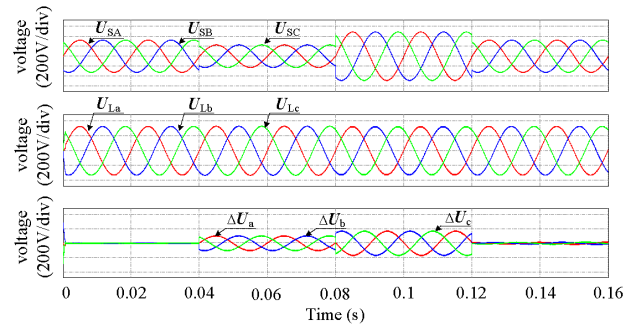 voltage
(200V/div)
U_SA
U_SB
U_SC
voltage
(200V/div)
U_La
U_Lb
U_Lc
voltage
(200V/div)
ΔU_a
ΔU_b
ΔU_c
0 0.02 0.04 0.06 0.08 0.1 0.12 0.14 0.16
Time (s)